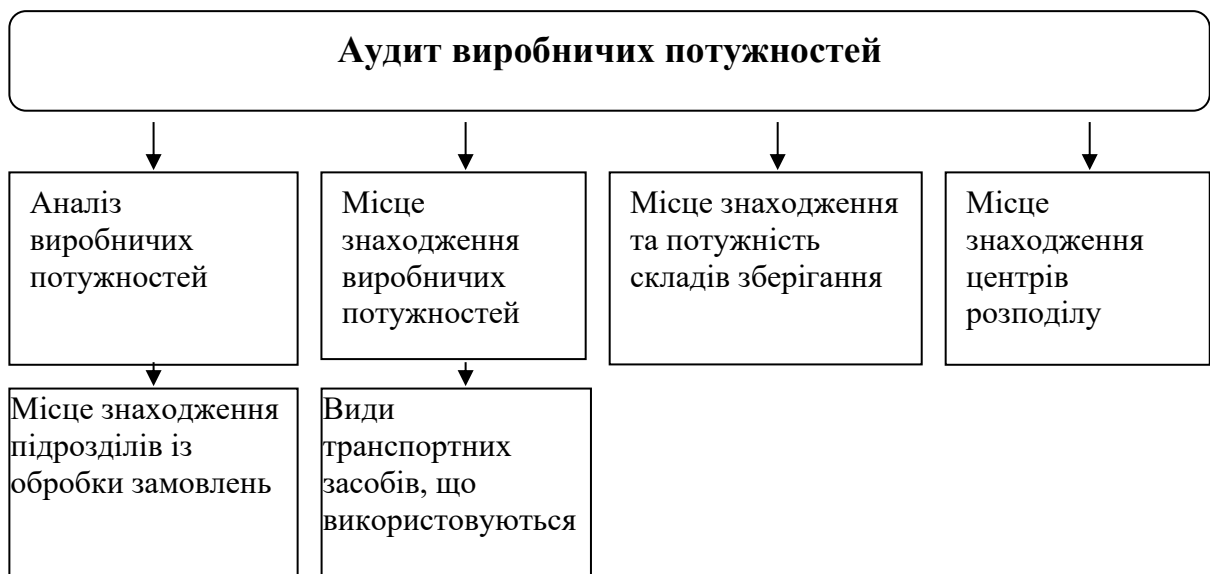 Аудит виробничих потужностей
Аналіз
виробничих
потужностей
Місце
знаходження
виробничих
потужностей
Місце знаходження
та потужність
складів зберігання
Місце
знаходження
центрів
розподілу
Місце знаходження
підрозділів із
обробки замовлень
Види
транспортних
засобів, що
використовуються